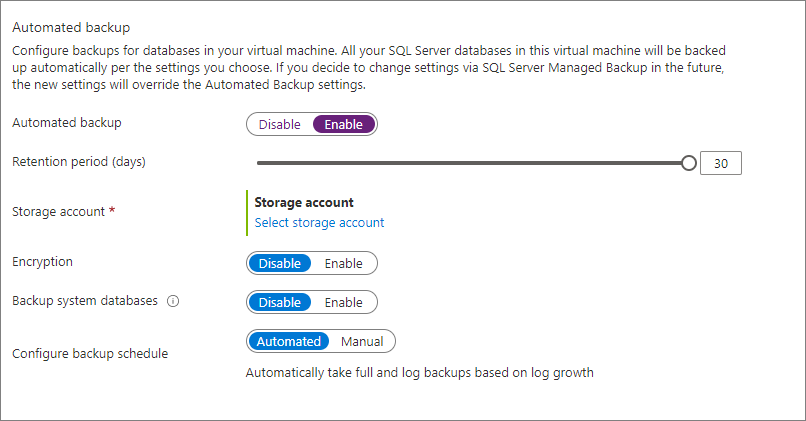 Automated backup
Configure backups for databases in your virtual machine. All your SQL Server databases in this virtual machine will be backed
up automatically per the settings you choose. If you decide to change settings via SQL Server Managed Backup in the future,
the new settings will override the Automated Backup settings.
Automated backup Disable Enable
Retention period (days) 30
Storage account
Storage account *
Select storage account
Encryption Disable Enable
Backup system databases Disable Enable
Automated Manual
Configure backup schedule
Automatically take full and log backups based on log growth